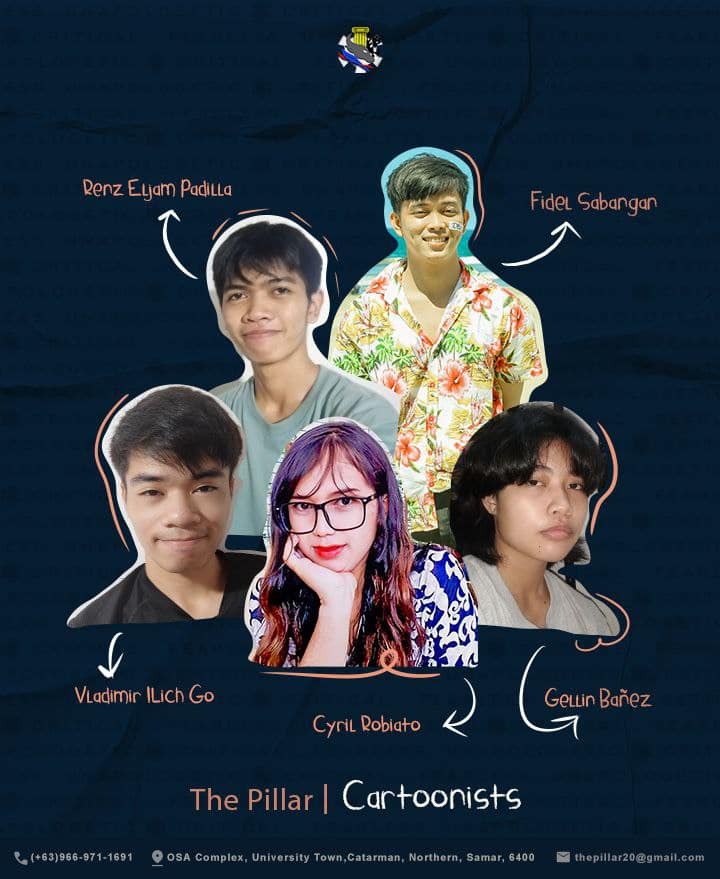 Renz Eljam Padilla
Fidel Sabangan
Vladimir ILich Go
Cyril Robiato
Gellin Bañez
The Pillar | Cartoonists
(+63)966-971-1691
OSA Complex, University Town,Catarman, Northern, Samar, 6400
thepillar20@gmail.com